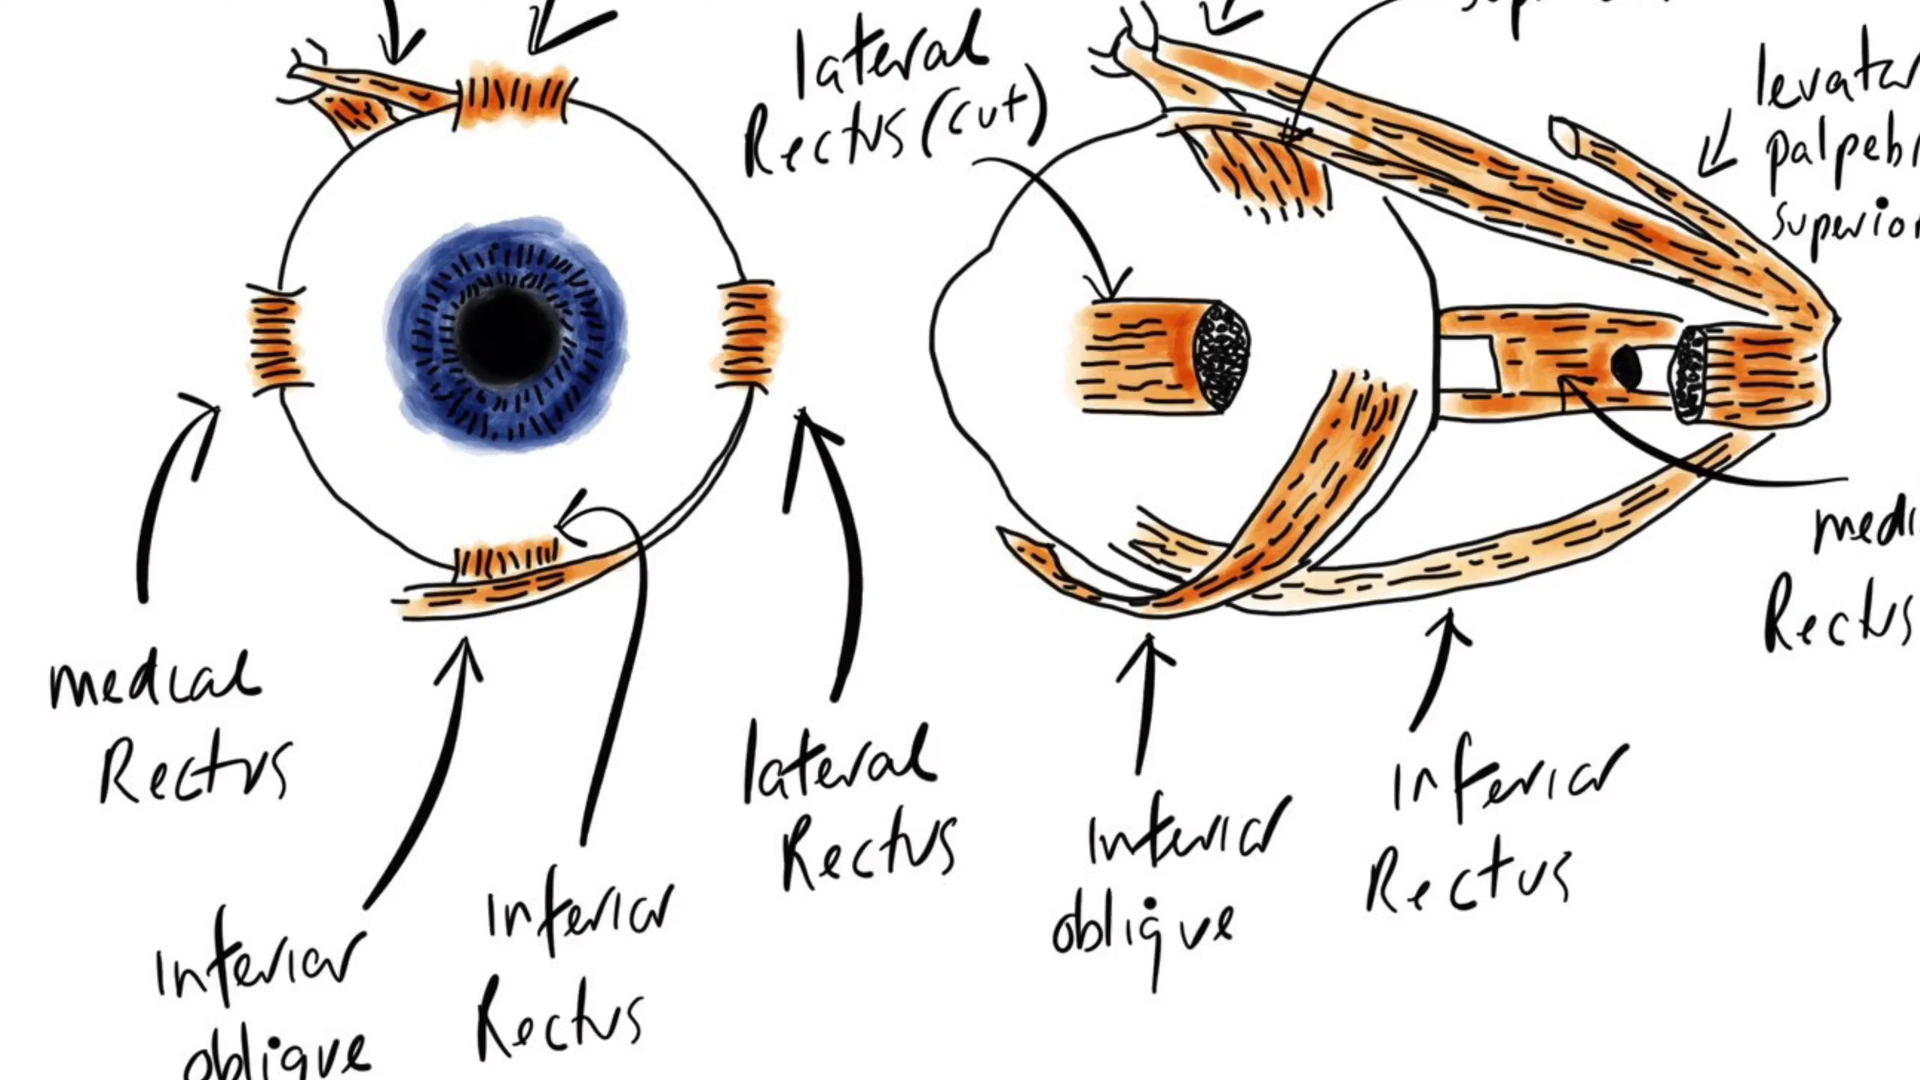 lateral
Rectus (cut)
levator
palpebr
superior
medial
Rectus
Inferior
oblique
Inferior
Rectus
lateral
Rectus
Inferior
oblique
Inferior
Rectus
medi
Rectus